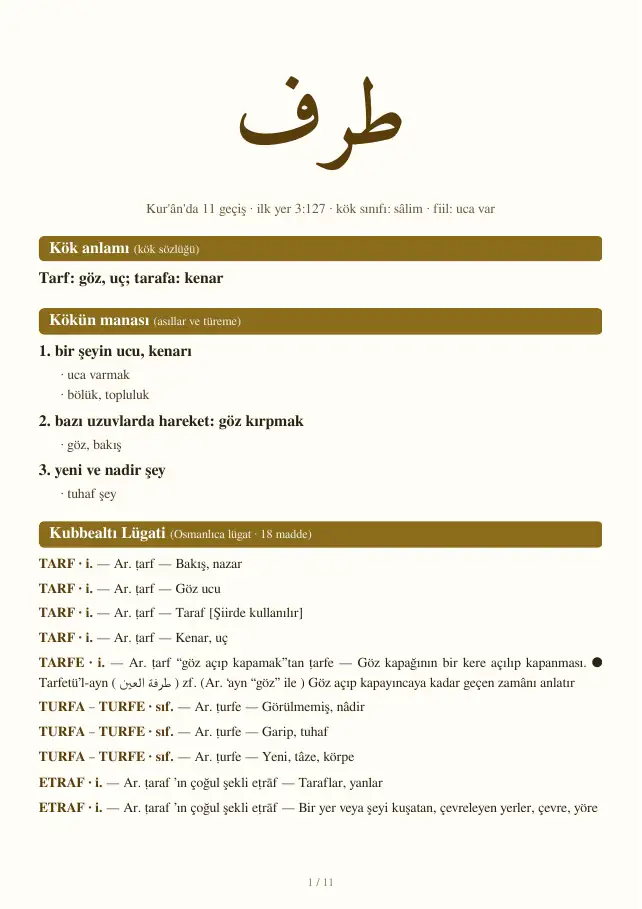 طرف
Kur'ân'da 11 geçiş · ilk yer 3:127 · kök sınıfı: sâlim · fiil: uca var
Kök anlamı (kök sözlüğü)
Tarf: göz, uç; tarafa: kenar
Kökün manası (asıllar ve türeme)
1. bir şeyin ucu, kenarı
· uca varmak
· bölük, topluluk
2. bazı uzuvlarda hareket: göz kırpmak
· göz, bakış
3. yeni ve nadir şey
· tuhaf şey
Kubbealtı Lügati (Osmanlıca lügat · 18 madde)
TARF · i. — Ar. ṭarf — Bakış, nazar
TARF · i. — Ar. ṭarf — Göz ucu
TARF · i. — Ar. ṭarf — Taraf [Şiirde kullanılır]
TARF · i. — Ar. ṭarf — Kenar, uç
TARFE · i. — Ar. ṭarf “göz açıp kapamak”tan ṭarfe — Göz kapağının bir kere açılıp kapanması. ●
Tarfetü’l-ayn ( طرفة العين ) zf. (Ar. ‘ayn “göz” ile ) Göz açıp kapayıncaya kadar geçen zamânı anlatır
TURFA – TURFE · sıf. — Ar. ṭurfe — Görülmemiş, nâdir
TURFA – TURFE · sıf. — Ar. ṭurfe — Garip, tuhaf
TURFA – TURFE · sıf. — Ar. ṭurfe — Yeni, tâze, körpe
ETRAF · i. — Ar. ṭaraf ’ın çoğul şekli eṭrāf — Taraflar, yanlar
ETRAF · i. — Ar. ṭaraf ’ın çoğul şekli eṭrāf — Bir yer veya şeyi kuşatan, çevreleyen yerler, çevre, yöre
1 / 11